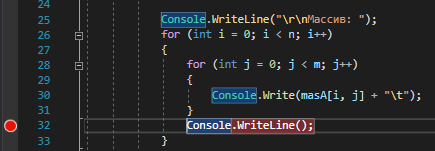 24
25 Console.WriteLine("\r\nМассив: ");
26 for (int i = 0; i < n; i++)
27 {
28 for (int j = 0; j < m; j++)
29 {
30 Console.Write(masA[i, j] + "\t");
31 }
32 Console.WriteLine();
33 }